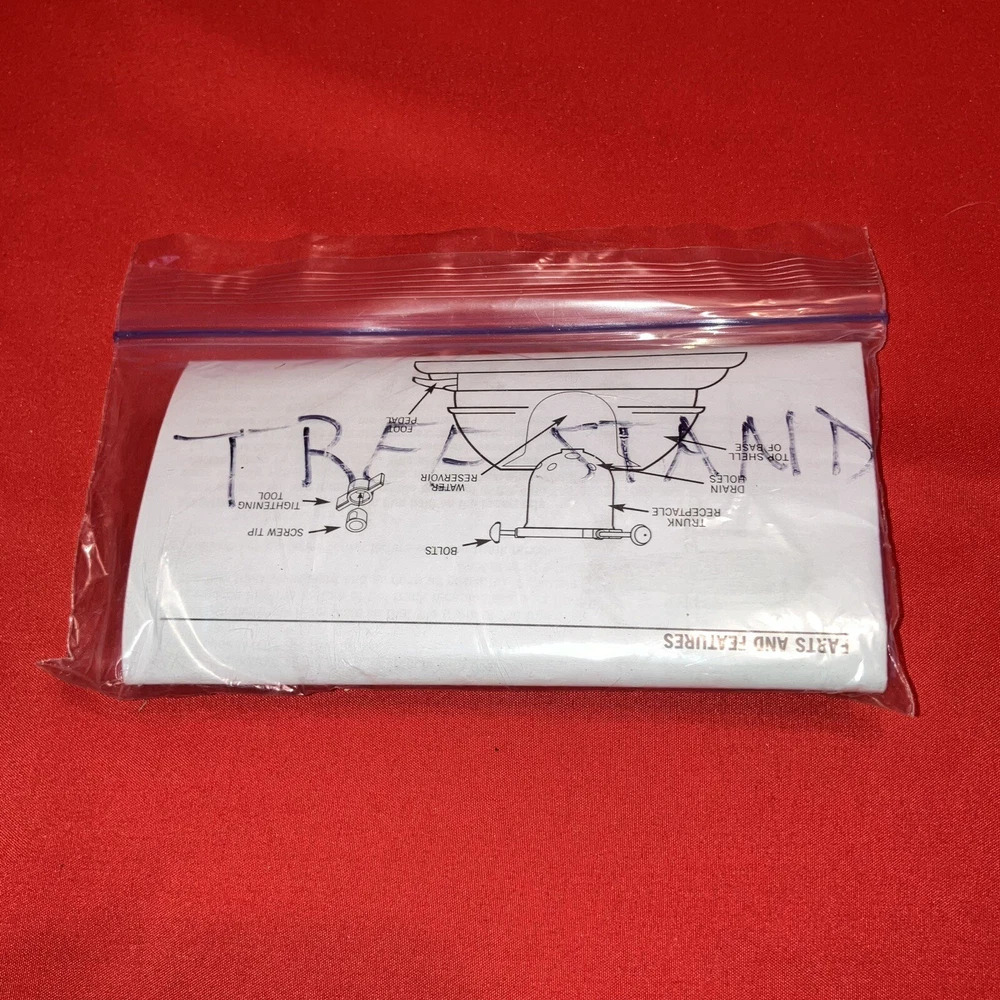 TREE STAND
PARTS AND FEATURES
BOLTS
TRUNK
RECEPTACLE
SCREW TIP
TIGHTENING
TOOL
DRAIN
HOLES
WATER
RESERVOIR
TOP SHELL
OF BASE
FOOT
PEDAL